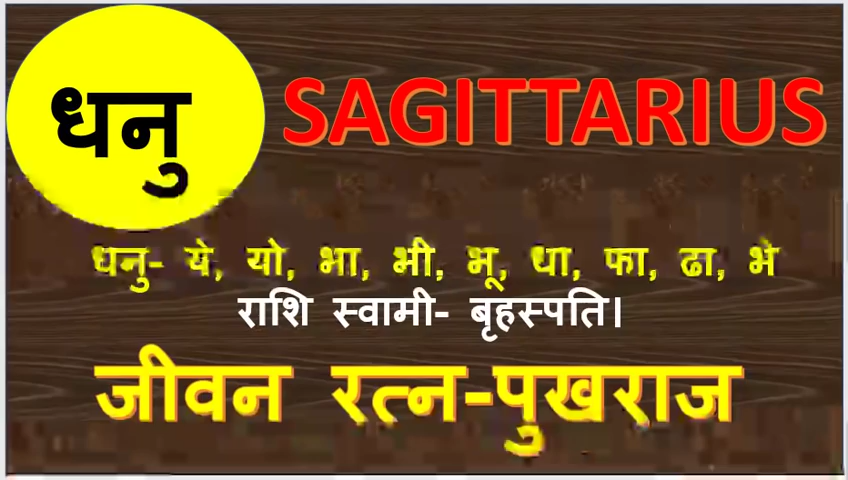 धनु
SAGITTARIUS
धनु- ये, यो, भा, भी, भू, धा, फा, ढा, भे
राशि स्वामी- बृहस्पति।
जीवन रत्न-पुखराज